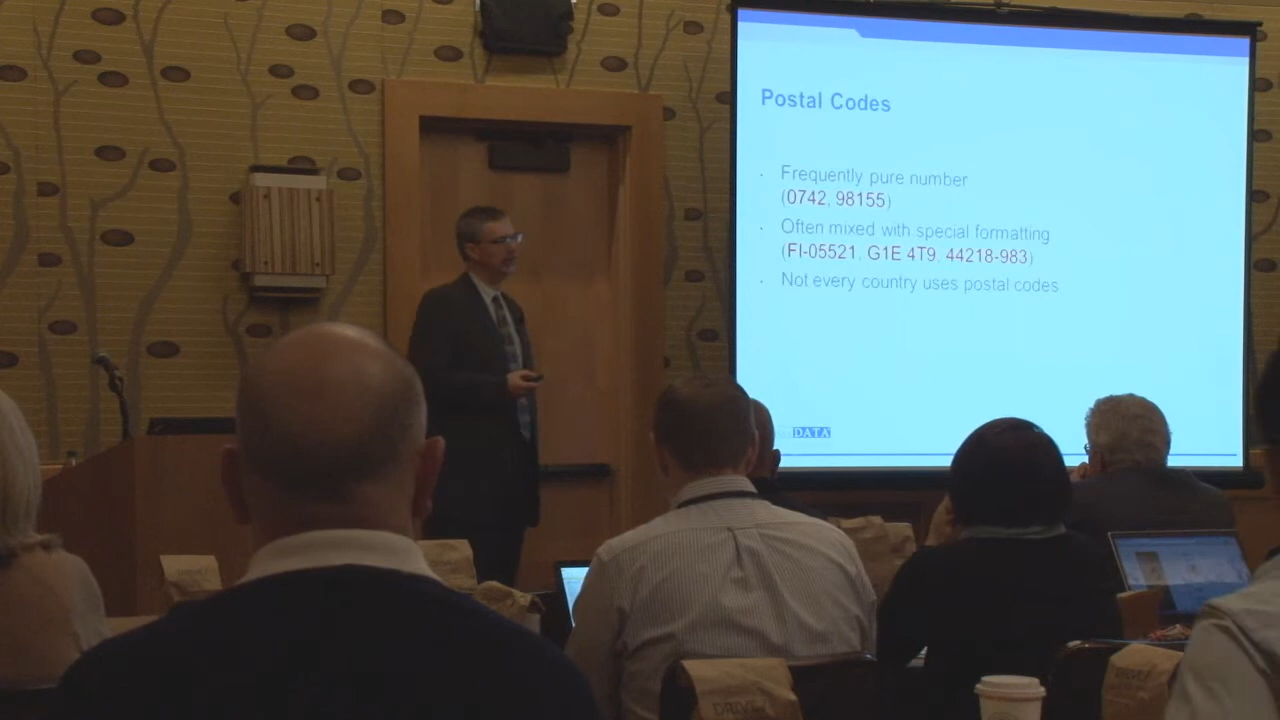 Postal Codes
· Frequently pure number
(0742, 98155)
· Often mixed with special formatting
(FI-05521, G1E 4T9, 44218-983)
· Not every country uses postal codes
DATA